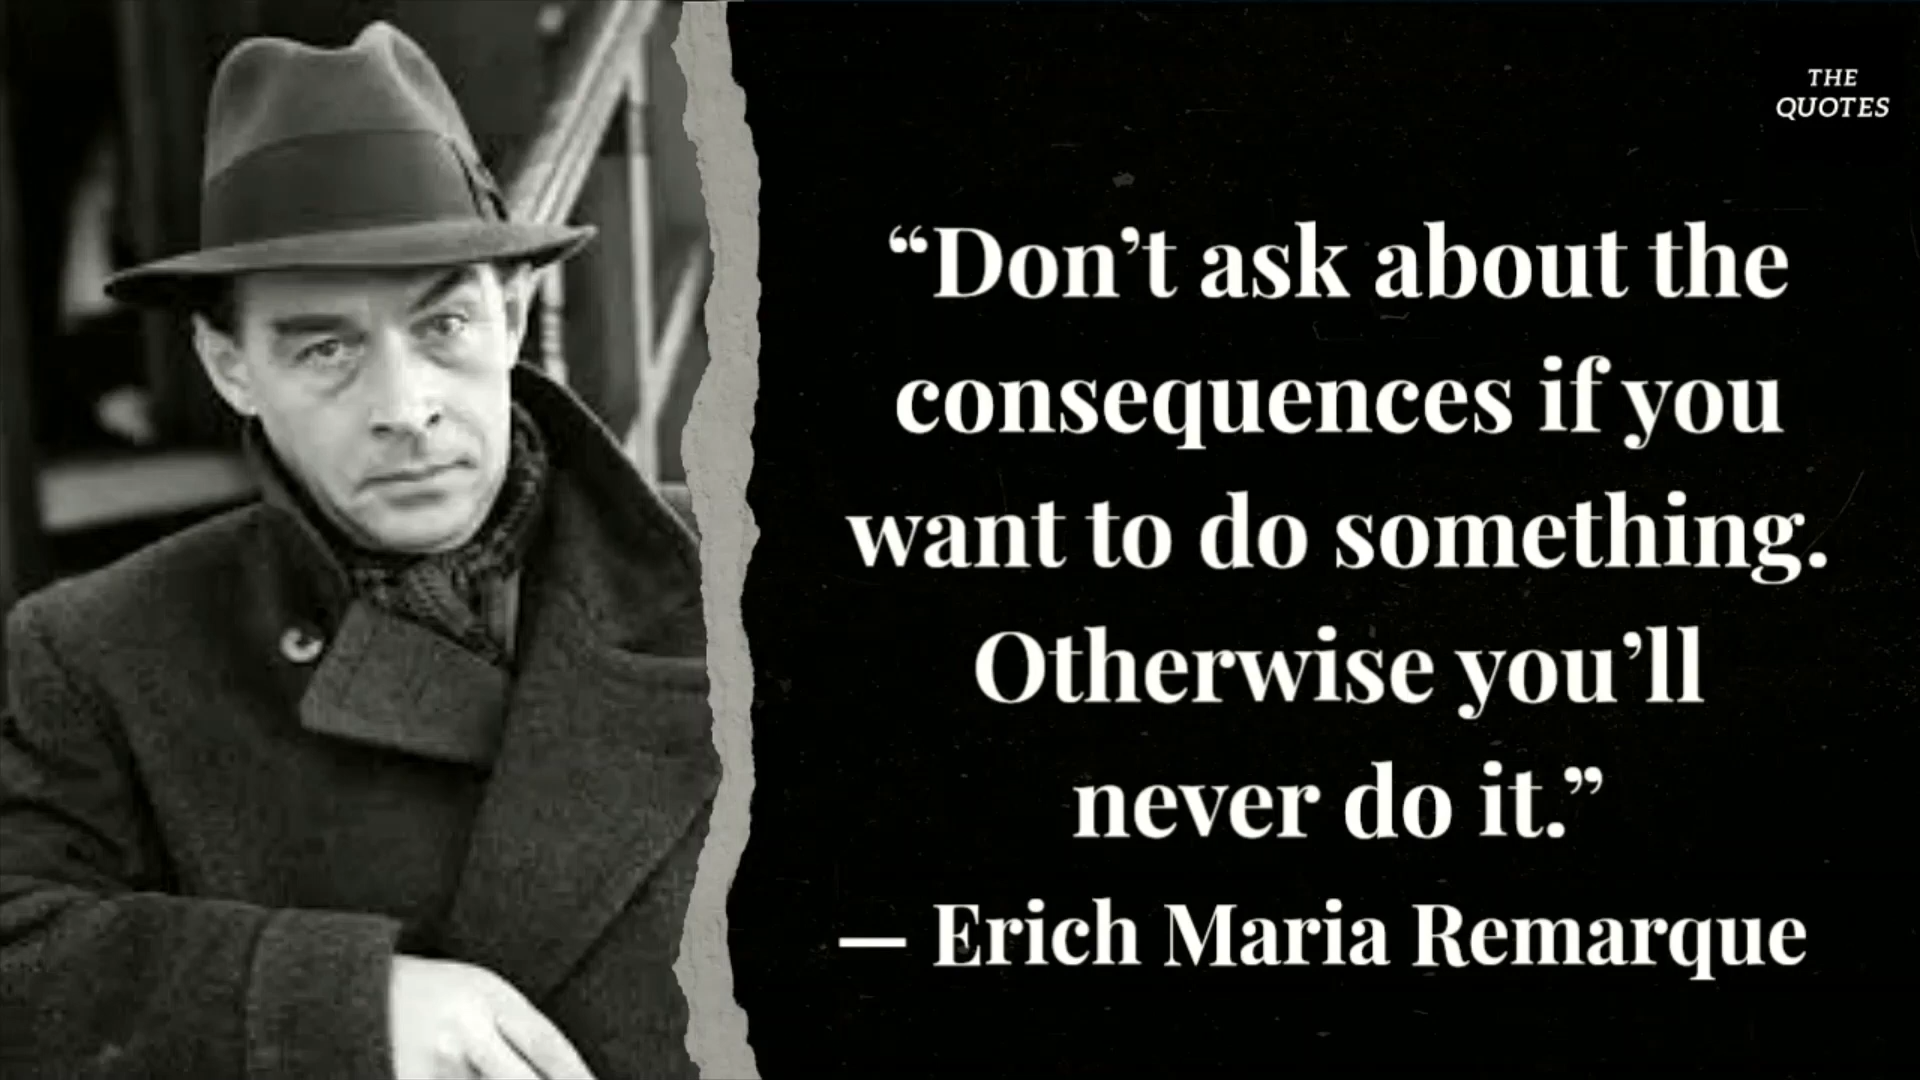 THE
QUOTES
“Don’t ask about the
consequences if you
want to do something.
Otherwise you’ll
never do it.”
— Erich Maria Remarque